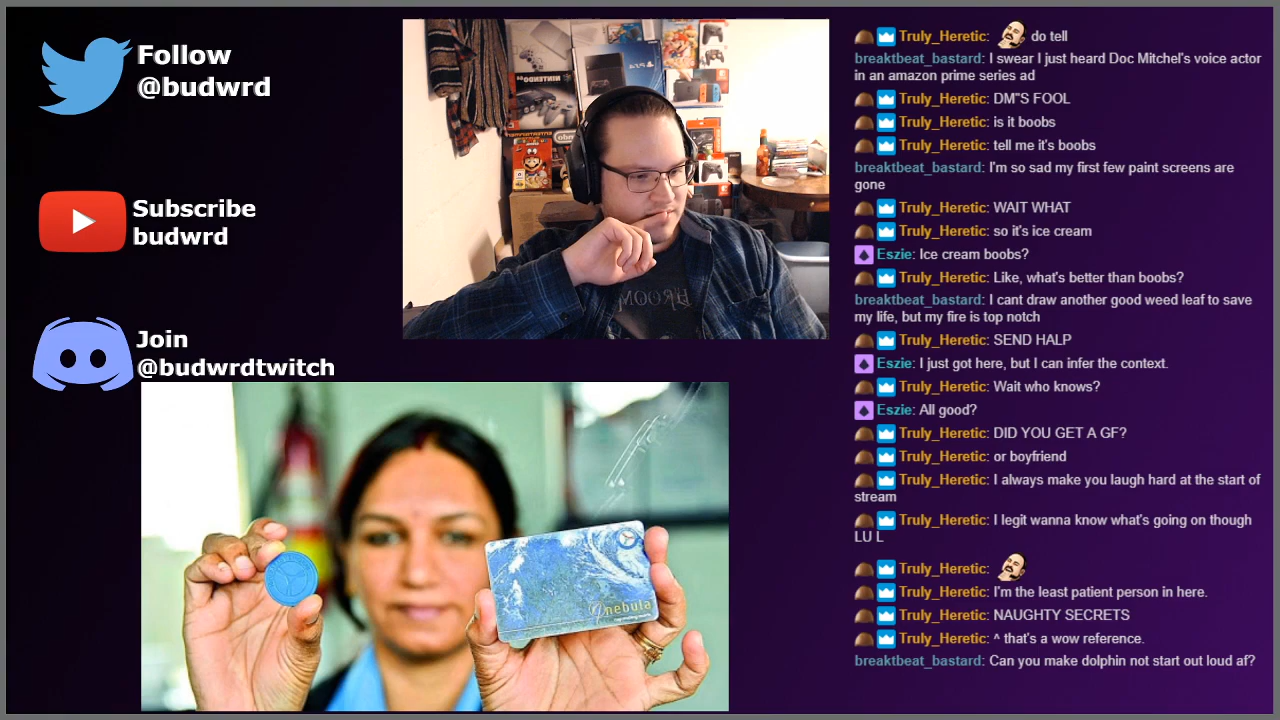 Follow
@budwrd
Subscribe
budwrd
Join
@budwrdtwitch
NINTENDO
nebula
Truly_Heretic: do tell
breaktbeat_bastard: I swear I just heard Doc Mitchel's voice actor
in an amazon prime series ad
Truly_Heretic: DM"S FOOL
Truly_Heretic: is it boobs
Truly_Heretic: tell me it's boobs
breaktbeat_bastard: I'm so sad my first few paint screens are
gone
Truly_Heretic: WAIT WHAT
Truly_Heretic: so it's ice cream
Eszie: Ice cream boobs?
Truly_Heretic: Like, what's better than boobs?
breaktbeat_bastard: I cant draw another good weed leaf to save
my life, but my fire is top notch
Truly_Heretic: SEND HALP
Eszie: I just got here, but I can infer the context.
Truly_Heretic: Wait who knows?
Eszie: All good?
Truly_Heretic: DID YOU GET A GF?
Truly_Heretic: or boyfriend
Truly_Heretic: I always make you laugh hard at the start of
stream
Truly_Heretic: I legit wanna know what's going on though
LU L
Truly_Heretic:
Truly_Heretic: I'm the least patient person in here.
Truly_Heretic: NAUGHTY SECRETS
Truly_Heretic: ^ that's a wow reference.
breaktbeat_bastard: Can you make dolphin not start out loud af?